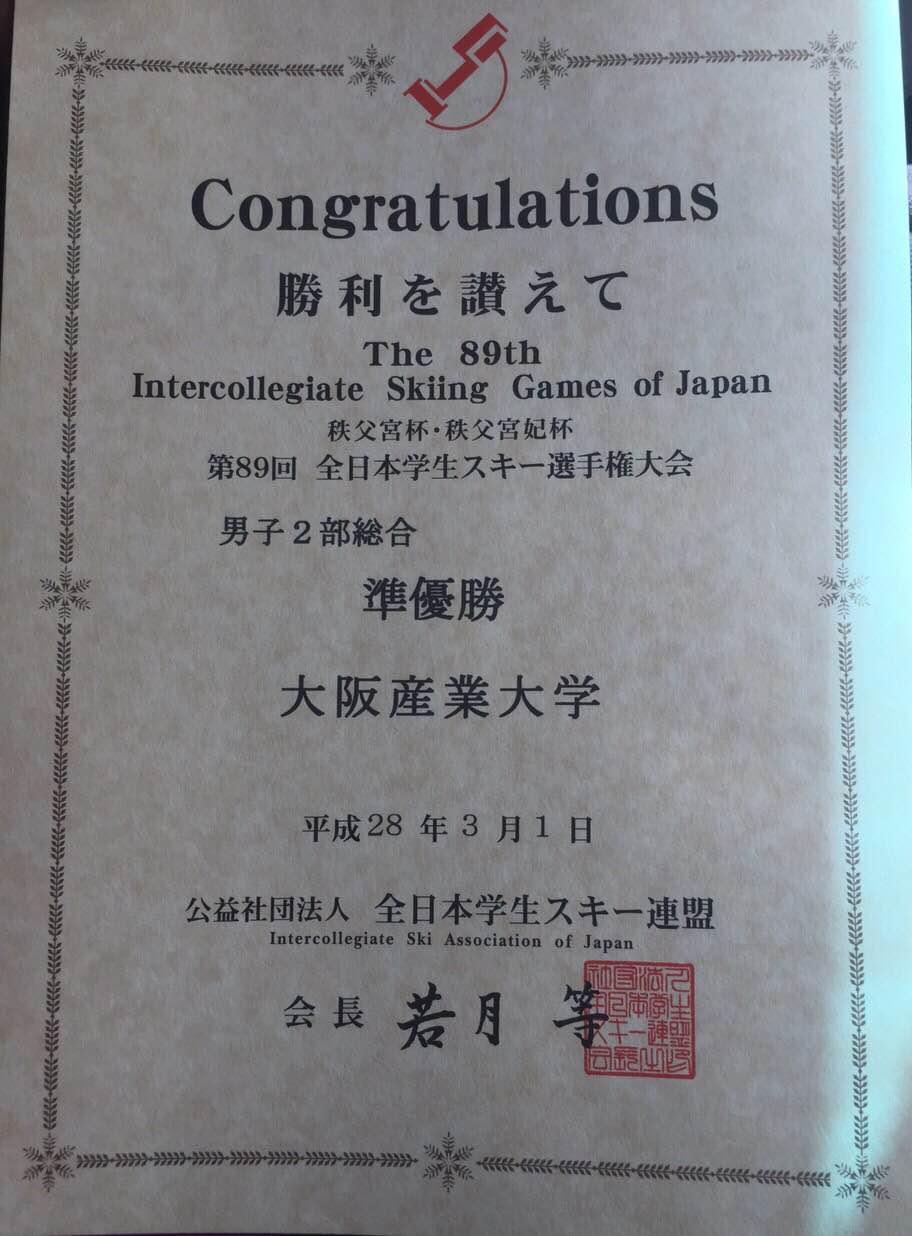 Congratulations
勝利を讃えて
The 89th
Intercollegiate Skiing Games of Japan
秩父宮杯・秩父宮妃杯
第89回 全日本学生スキー選手権大会
男子2部総合
準優勝
大阪産業大学
平成28年3月1日
公益社団法人 全日本学生スキー連盟
Intercollegiate Ski Association of Japan
会長 若月 等